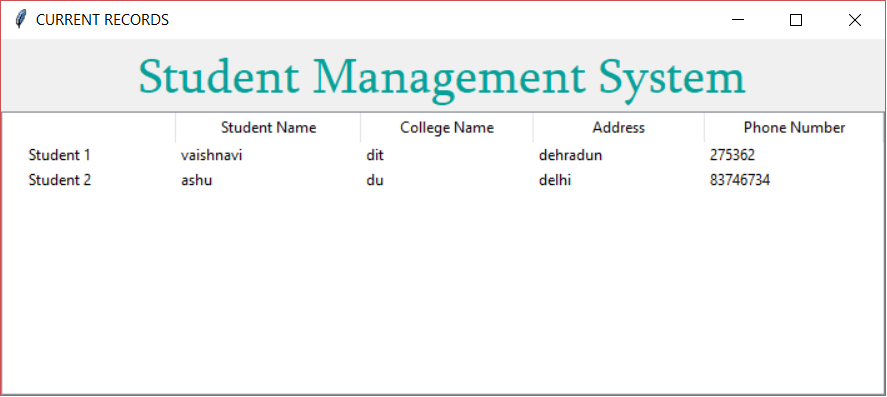 CURRENT RECORDS
Student Management System
Student Name College Name Address Phone Number
Student 1 vaishnavi dit dehradun 275362
Student 2 ashu du delhi 83746734